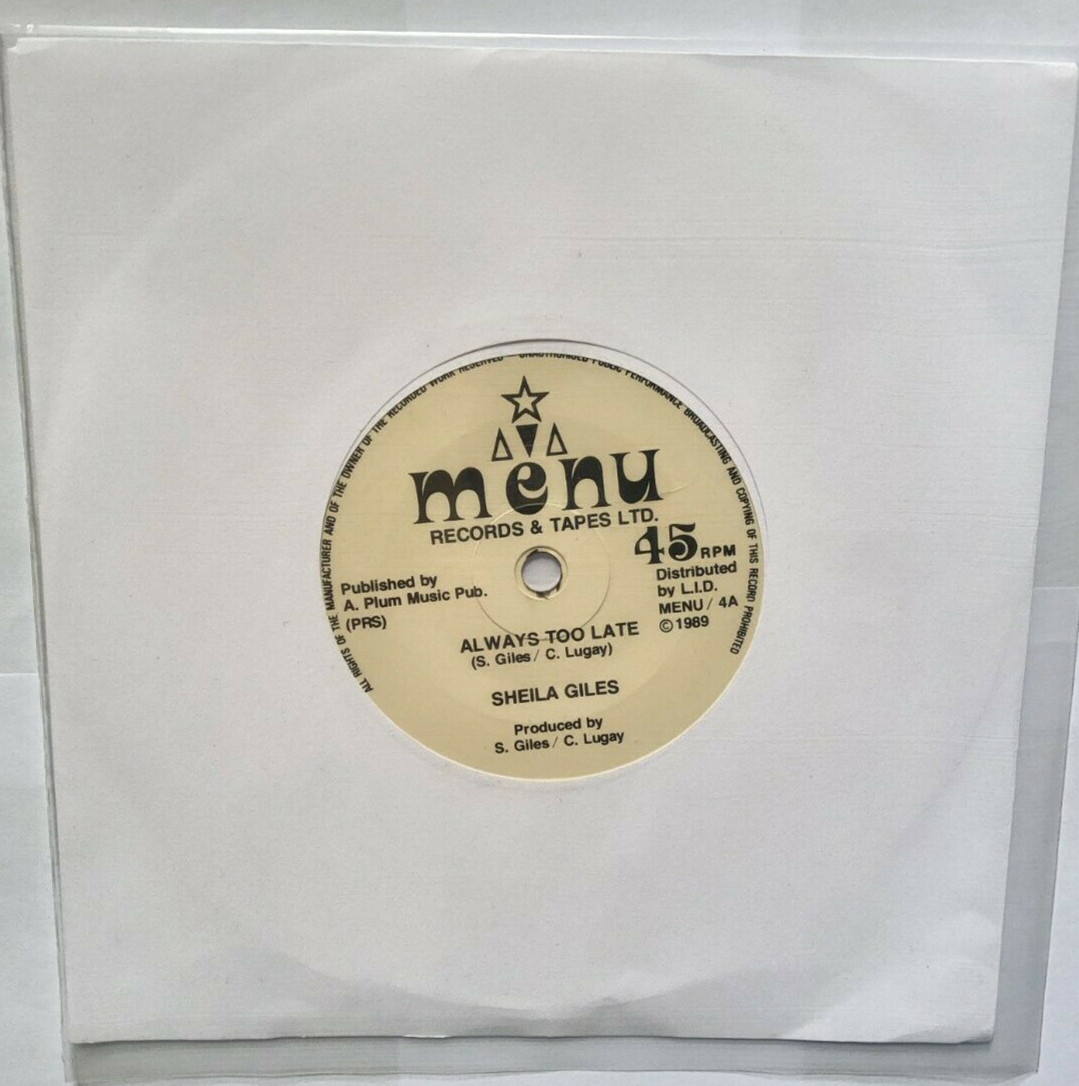 ALL RIGHTS OF THE MANUFACTURER AND OF THE OWNER OF THE RECORDED WORK RESERVED – UNAUTHORISED PUBLIC PERFORMANCE BROADCASTING AND COPYING OF THIS RECORD PROHIBITED
menu
RECORDS & TAPES LTD.
45 RPM
Published by
A. Plum Music Pub.
(PRS)
Distributed
by L.I.D.
MENU / 4A
©1989
ALWAYS TOO LATE
(S. Giles / C. Lugay)
SHEILA GILES
Produced by
S. Giles / C. Lugay